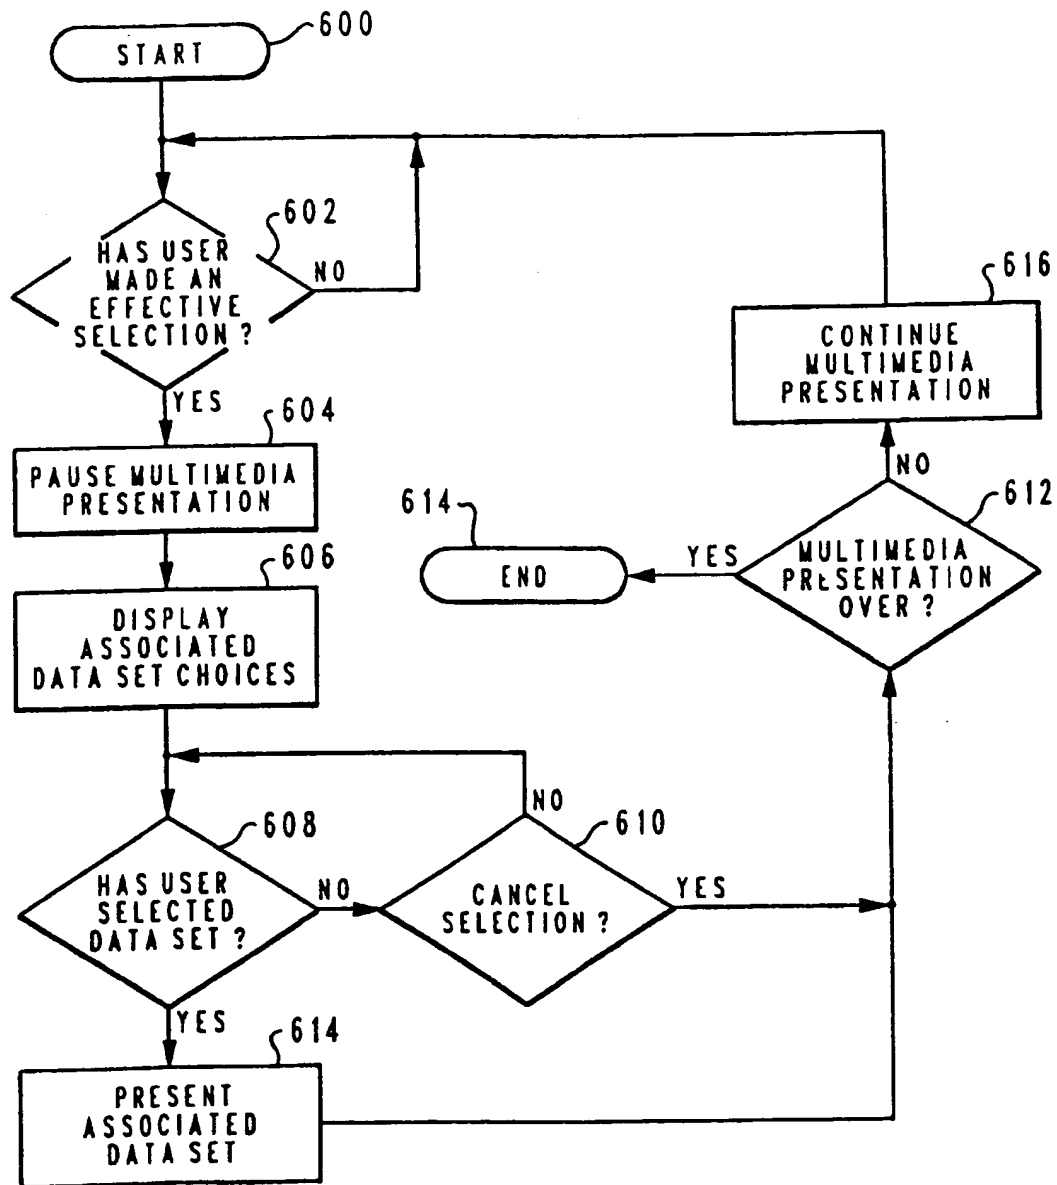 600
START
602
HAS USER
MADE AN
EFFECTIVE
SELECTION?
NO
YES
604
PAUSE MULTIMEDIA
PRESENTATION
606
DISPLAY
ASSOCIATED
DATA SET CHOICES
608
HAS USER
SELECTED
DATA SET?
NO
YES
610
CANCEL
SELECTION?
NO
YES
614
PRESENT
ASSOCIATED
DATA SET
612
MULTIMEDIA
PRESENTATION
OVER?
YES
NO
614
END
616
CONTINUE
MULTIMEDIA
PRESENTATION